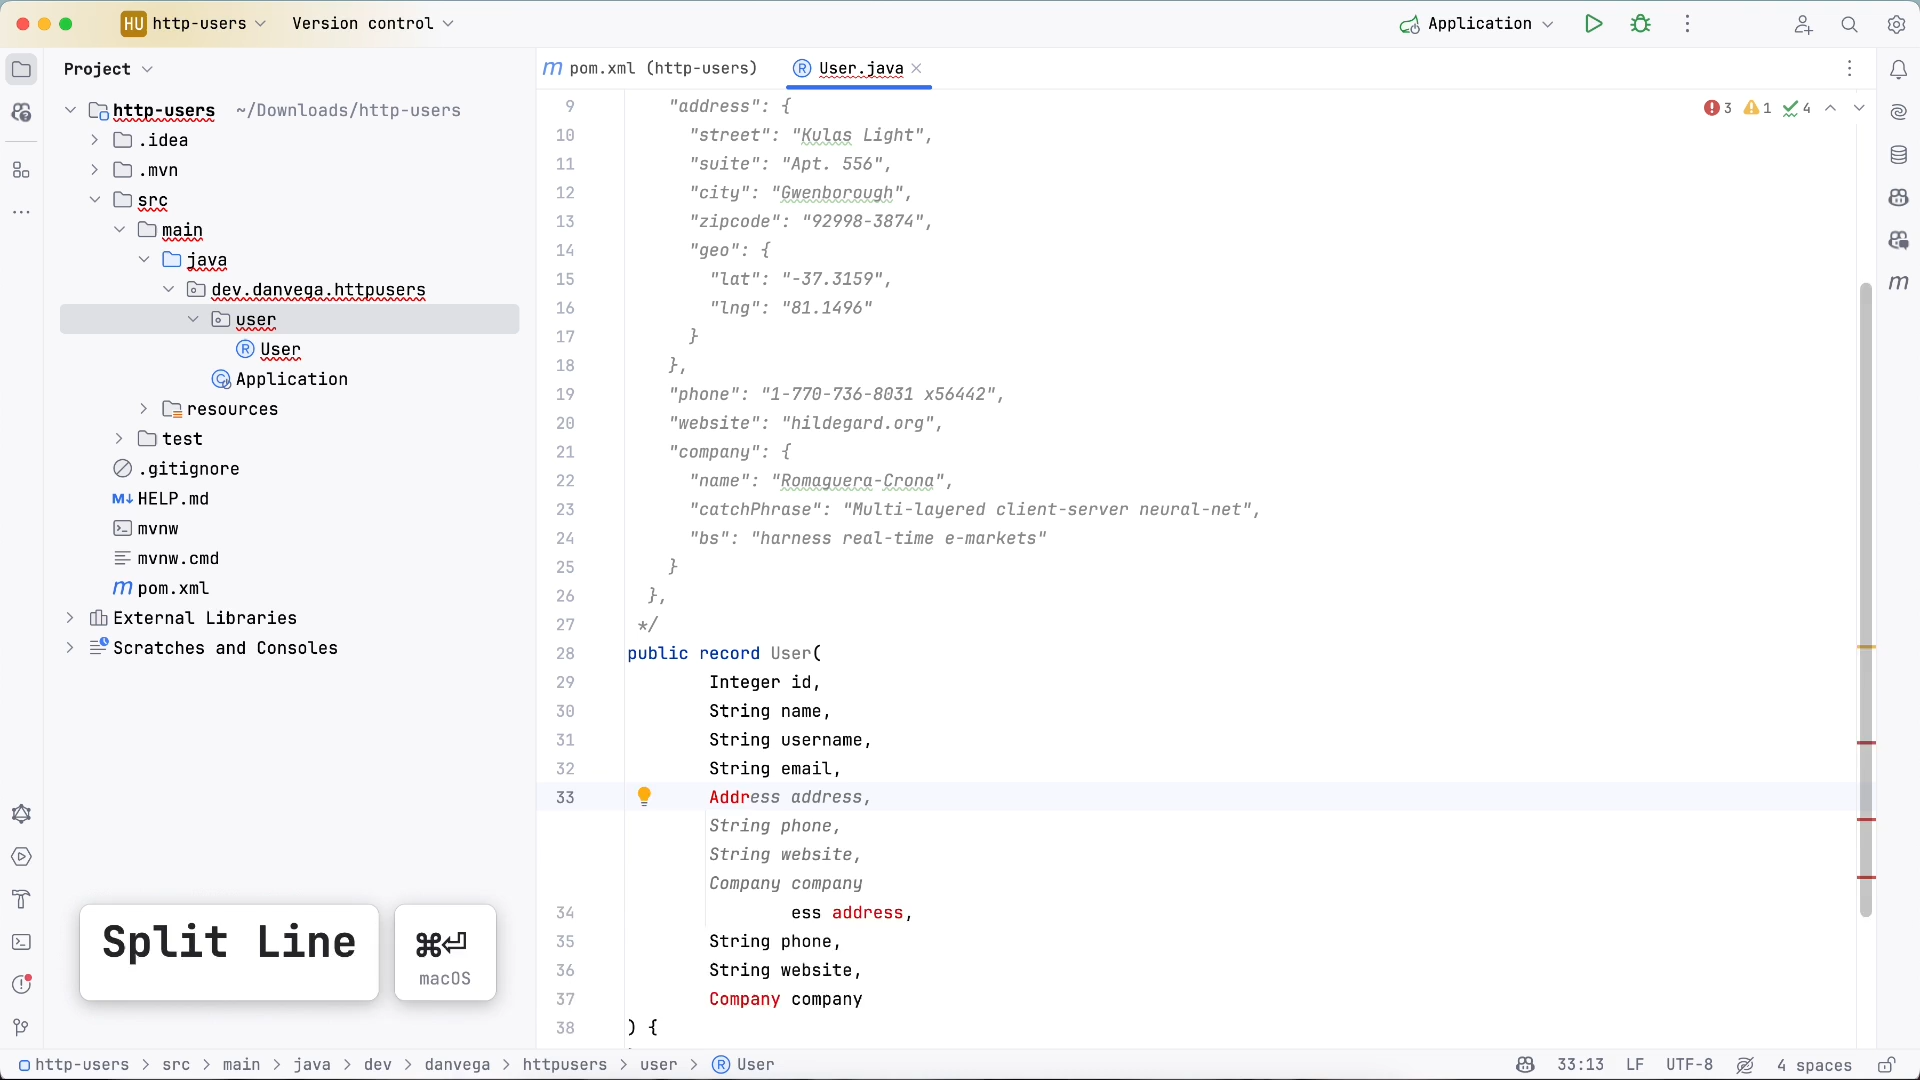 HU http-users
Version control
Application
Project
m pom.xml (http-users)
R User.java
http-users ~/Downloads/http-users
.idea
.mvn
src
main
java
dev.danvega.httpusers
user
R User
C Application
resources
test
.gitignore
M↓ HELP.md
mvnw
mvnw.cmd
m pom.xml
External Libraries
Scratches and Consoles
3 1 4
m
9 "address": {
10 "street": "Kulas Light",
11 "suite": "Apt. 556",
12 "city": "Gwenborough",
13 "zipcode": "92998-3874",
14 "geo": {
15 "lat": "-37.3159",
16 "lng": "81.1496"
17 }
18 },
19 "phone": "1-770-736-8031 x56442",
20 "website": "hildegard.org",
21 "company": {
22 "name": "Romaguera-Crona",
23 "catchPhrase": "Multi-layered client-server neural-net",
24 "bs": "harness real-time e-markets"
25 }
26 },
27 */
28 public record User(
29 Integer id,
30 String name,
31 String username,
32 String email,
33 Address address,
String phone,
String website,
Company company
34 ess address,
35 String phone,
36 String website,
37 Company company
38 ) {
Split Line
⌘⏎
macOS
http-users > src > main > java > dev > danvega > httpusers > user > R User
33:13 LF UTF-8 4 spaces